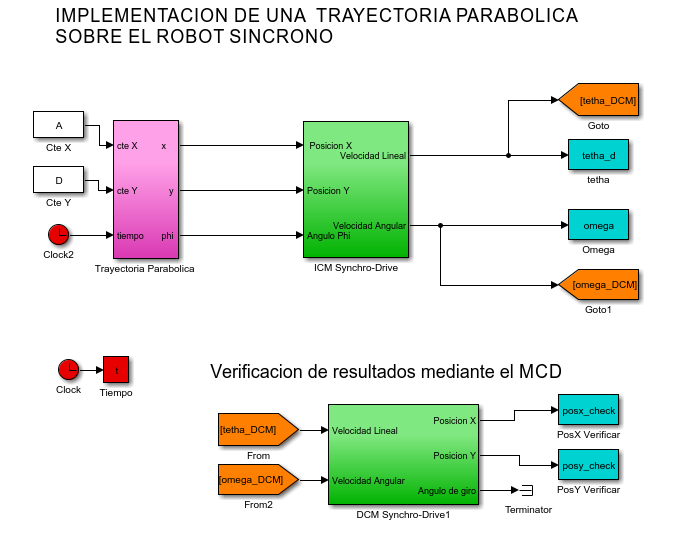 IMPLEMENTACION DE UNA  TRAYECTORIA PARABOLICA
SOBRE EL ROBOT SINCRONO
A
Cte X
D
Cte Y
Clock2
cte X
x
cte Y
y
tiempo
phi
Trayectoria Parabolica
Posicion X
Velocidad Lineal
Posicion Y
Velocidad Angular
Angulo Phi
ICM Synchro-Drive
[tetha_DCM]
Goto
tetha_d
tetha
omega
Omega
[omega_DCM]
Goto1
Clock
t
Tiempo
Verificacion de resultados mediante el MCD
[tetha_DCM]
From
[omega_DCM]
From2
Velocidad Lineal
Posicion X
Posicion Y
Velocidad Angular
Angulo de giro
DCM Synchro-Drive1
posx_check
PosX Verificar
posy_check
PosY Verificar
Terminator